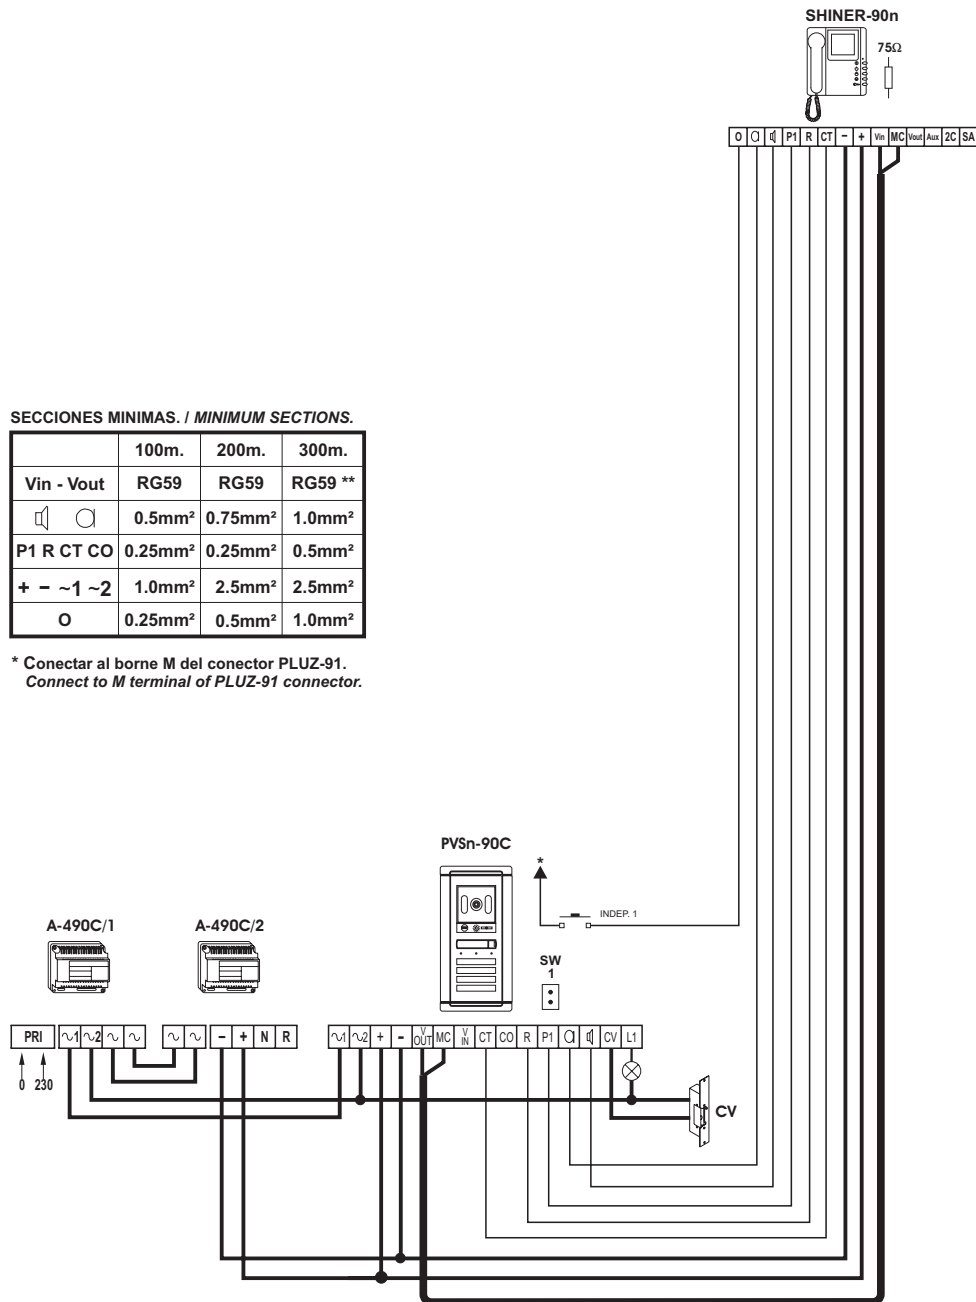 SHINER-90n
75Ω
O P1 R CT - + Vin MC Vout Aux 2C SA
SECCIONES MINIMAS. / MINIMUM SECTIONS.
100m. 200m. 300m.
Vin - Vout RG59 RG59 RG59 **
0.5mm² 0.75mm² 1.0mm²
P1 R CT CO 0.25mm² 0.25mm² 0.5mm²
+ - ~1 ~2 1.0mm² 2.5mm² 2.5mm²
O 0.25mm² 0.5mm² 1.0mm²
* Conectar al borne M del conector PLUZ-91.
Connect to M terminal of PLUZ-91 connector.
PVSn-90C
*
INDEP. 1
A-490C/1
A-490C/2
SW
1
PRI ~1 ~2 ~ ~ ~ ~ - + N R
~1 ~2 + - V OUT MC V IN CT CO R P1 CV L1
0 230
CV